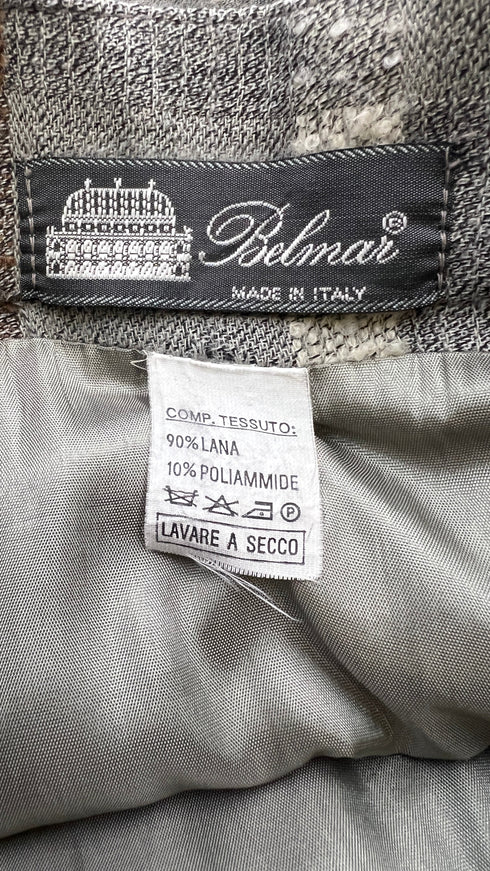 Belmar®
MADE IN ITALY
COMP. TESSUTO:
90% LANA
10% POLIAMMIDE
P
LAVARE A SECCO